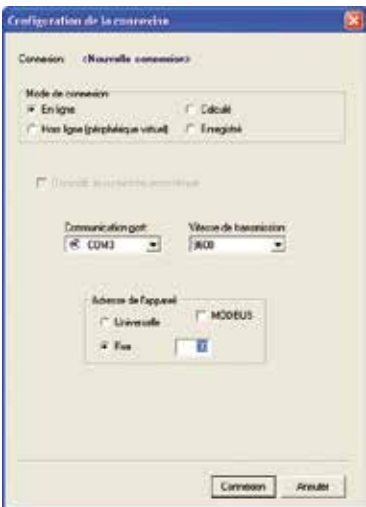 Configuration de la connexion
Connexion: <Nouvelle connexion>
Mode de connexion
En ligne
Calculé
Hors ligne (périphérique virtuel)
Enregistré
Communication port:
Vitesse de transmission:
COM3
9600
Adresse de l'appareil
Universelle
MODBUS
Fixe
Connexion
Annuler